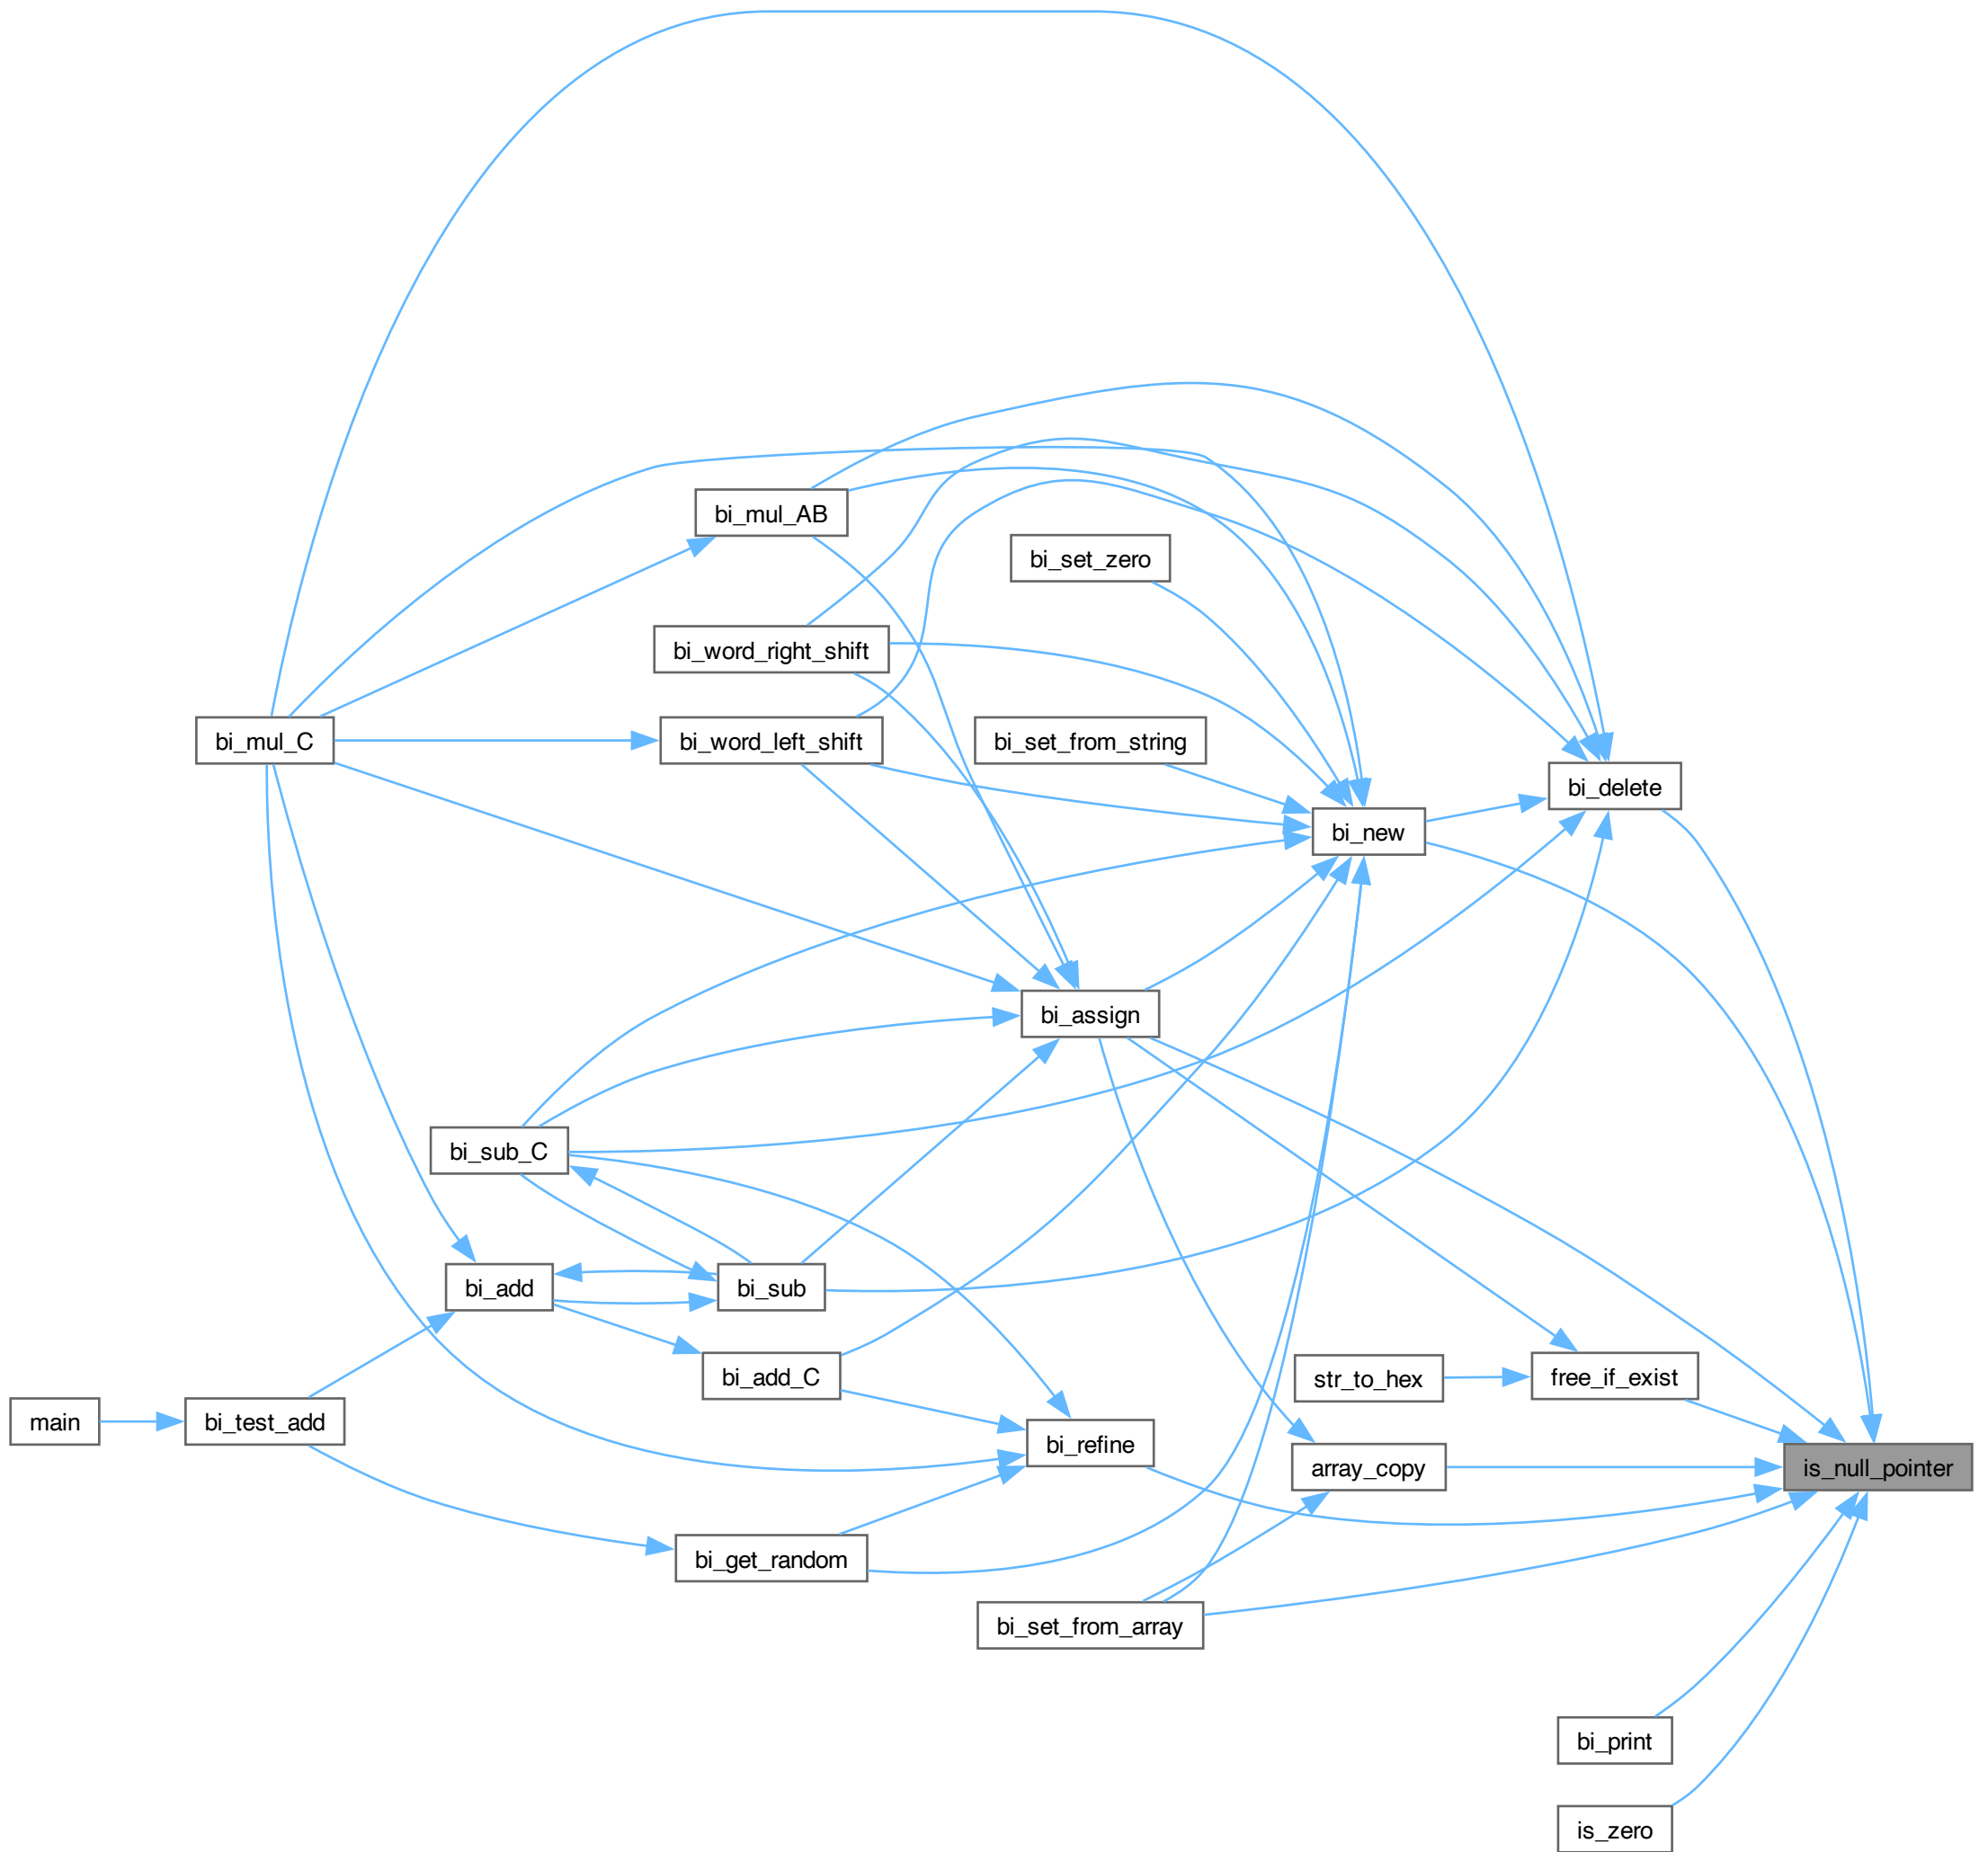 bi_mul_AB
bi_set_zero
bi_word_right_shift
bi_mul_C
bi_word_left_shift
bi_set_from_string
bi_delete
bi_new
bi_assign
bi_sub_C
bi_add
bi_sub
bi_add_C
str_to_hex
free_if_exist
main
bi_test_add
bi_refine
array_copy
is_null_pointer
bi_get_random
bi_set_from_array
bi_print
is_zero